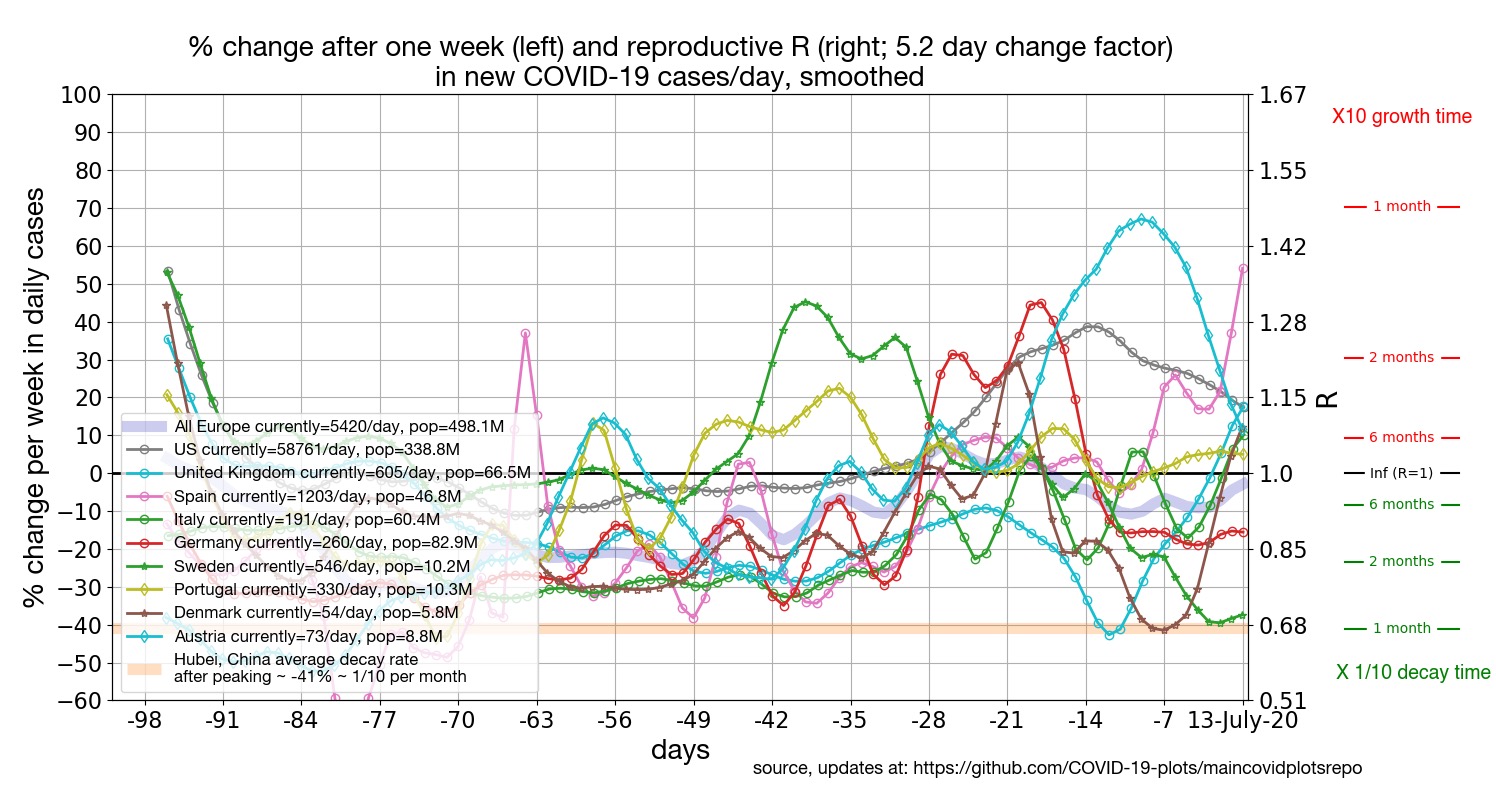 % change after one week (left) and reproductive R (right; 5.2 day change factor)
in new COVID-19 cases/day, smoothed
% change per week in daily cases
100
90
80
70
60
50
40
30
20
10
0
−10
−20
−30
−40
−50
−60
All Europe currently=5420/day, pop=498.1M
US currently=58761/day, pop=338.8M
United Kingdom currently=605/day, pop=66.5M
Spain currently=1203/day, pop=46.8M
Italy currently=191/day, pop=60.4M
Germany currently=260/day, pop=82.9M
Sweden currently=546/day, pop=10.2M
Portugal currently=330/day, pop=10.3M
Denmark currently=54/day, pop=5.8M
Austria currently=73/day, pop=8.8M
Hubei, China average decay rate
after peaking ~ -41% ~ 1/10 per month
1.67
1.55
1.42
1.28
1.15
1.0
0.85
0.68
0.51
R
X10 growth time
1 month
2 months
6 months
Inf (R=1)
6 months
2 months
1 month
X 1/10 decay time
-98 -91 -84 -77 -70 -63 -56 -49 -42 -35 -28 -21 -14 -7 13-July-20
days
source, updates at: https://github.com/COVID-19-plots/maincovidplotsrepo